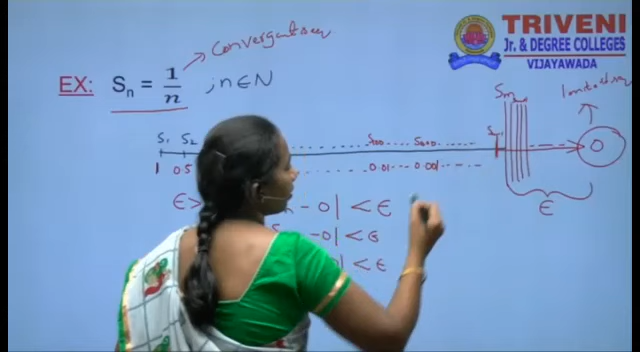 TRIVENI
Jr. & DEGREE COLLEGES
VIJAYAWADA
→ Convergent seq
EX: Sn = 1/n ; n ∈ N
S1 S2 ........ S100 .... S1000 ........
1 0.5 ........ 0.01 ... 0.001 ........ 0
ε >
- 0| < ε
- 0| < ε
| < ε
ε